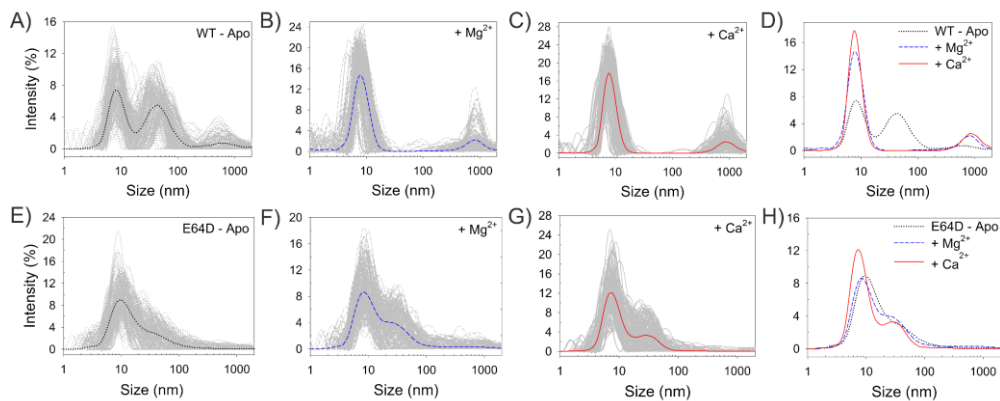 A)
WT - Apo
Intensity (%)
16
12
8
4
0
1 10 100 1000
Size (nm)
B)
+ Mg²⁺
24
20
16
12
8
4
0
1 10 100 1000
Size (nm)
C)
+ Ca²⁺
28
24
20
16
12
8
4
0
1 10 100 1000
Size (nm)
D)
WT - Apo
+ Mg²⁺
+ Ca²⁺
16
12
8
4
0
1 10 100 1000
Size (nm)
E)
E64D - Apo
Intensity (%)
24
20
16
12
8
4
0
1 10 100 1000
Size (nm)
F)
+ Mg²⁺
20
16
12
8
4
0
1 10 100 1000
Size (nm)
G)
+ Ca²⁺
28
24
20
16
12
8
4
0
1 10 100 1000
Size (nm)
H)
E64D - Apo
+ Mg²⁺
+ Ca²⁺
16
12
8
4
0
1 10 100 1000
Size (nm)